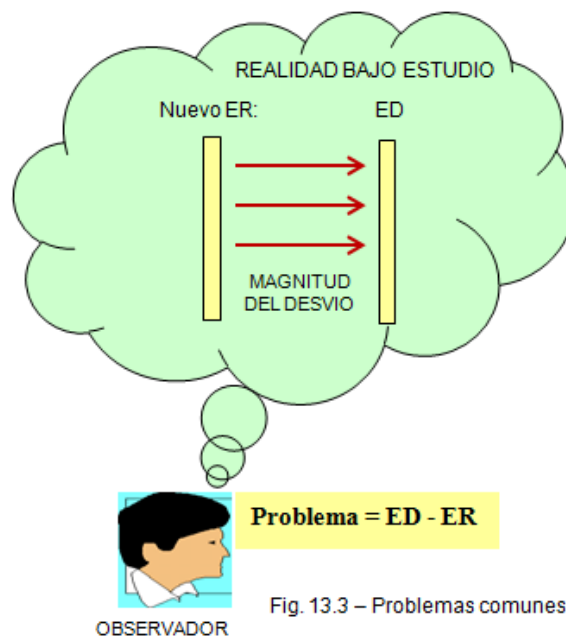 REALIDAD BAJO ESTUDIO
Nuevo ER: ED
MAGNITUD
DEL DESVIO
Problema = ED - ER
Fig. 13.3 – Problemas comunes
OBSERVADOR